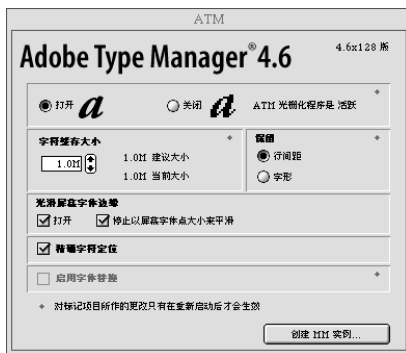 ATM
Adobe Type Manager®4.6
4.6x128 版
打开 a
关闭 a
ATM 光栅化程序是 活跃
字符缓存大小
1.0M
1.0M 建议大小
1.0M 当前大小
保留
行间距
字形
光滑屏幕字体边缘
打开
停止以屏幕字体点大小来平滑
精确字符定位
启用字体替换
对标记项目所作的更改只有在重新启动后才会生效
创建 MM 实例...